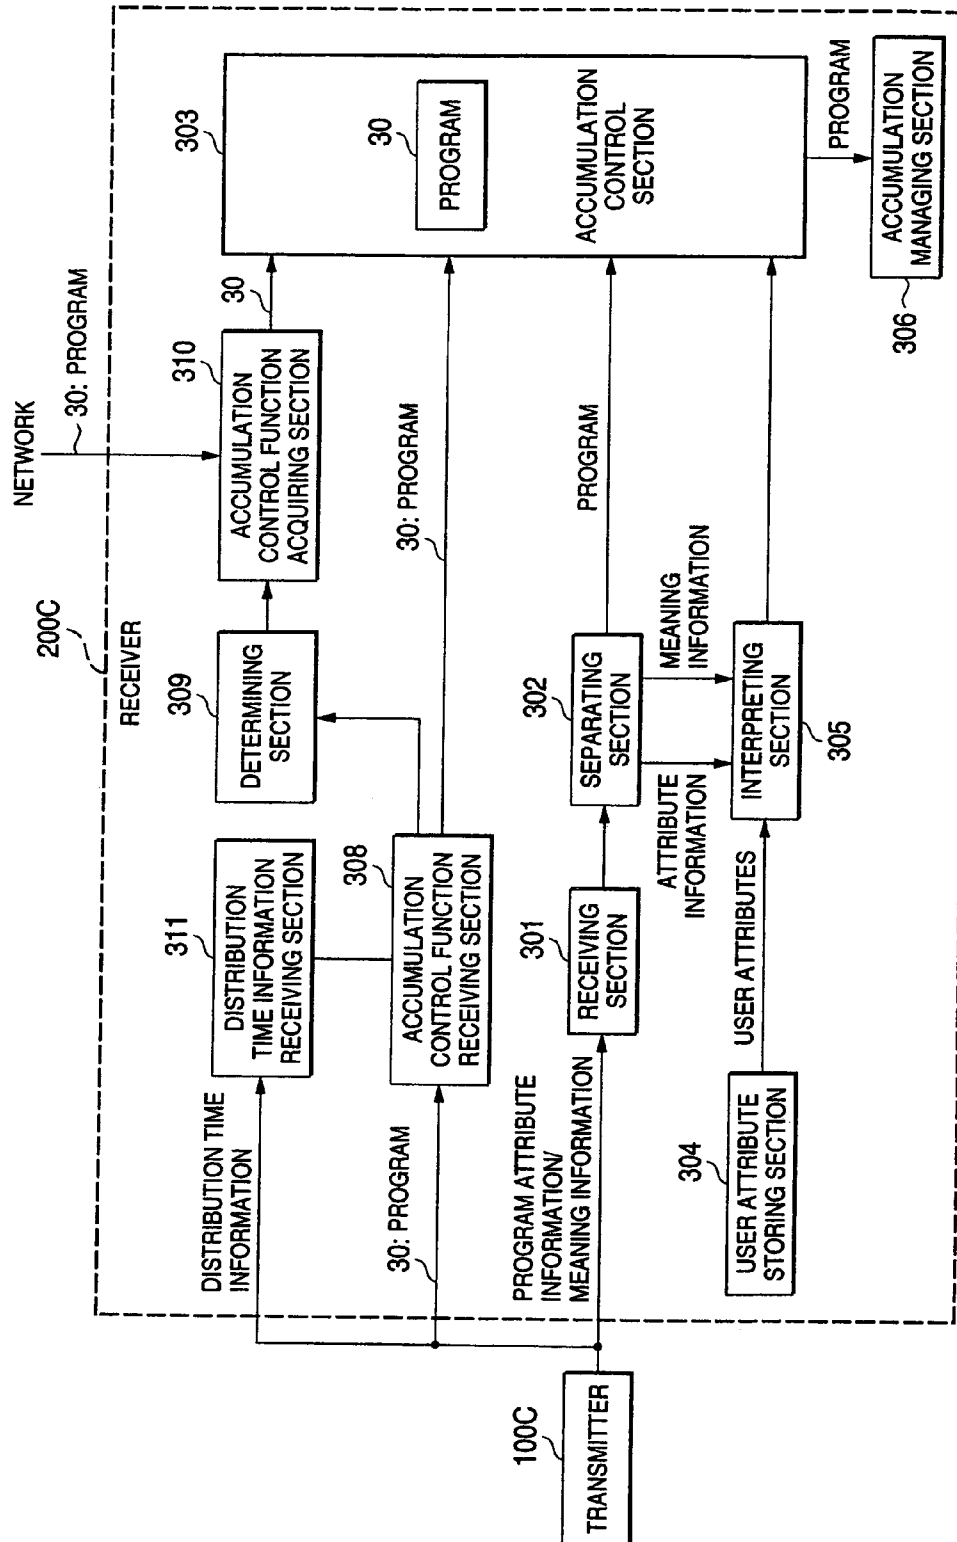 NETWORK
30: PROGRAM
200C
RECEIVER
311
DISTRIBUTION
TIME INFORMATION
RECEIVING SECTION
309
DETERMINING
SECTION
310
ACCUMULATION
CONTROL FUNCTION
ACQUIRING SECTION
30
303
30
PROGRAM
ACCUMULATION
CONTROL
SECTION
DISTRIBUTION TIME
INFORMATION
30: PROGRAM
308
ACCUMULATION
CONTROL FUNCTION
RECEIVING SECTION
30: PROGRAM
100C
TRANSMITTER
PROGRAM ATTRIBUTE
INFORMATION/
MEANING INFORMATION
301
RECEIVING
SECTION
302
SEPARATING
SECTION
PROGRAM
ATTRIBUTE
INFORMATION
MEANING
INFORMATION
304
USER ATTRIBUTE
STORING SECTION
USER ATTRIBUTES
INTERPRETING
SECTION
305
PROGRAM
ACCUMULATION
MANAGING SECTION
306